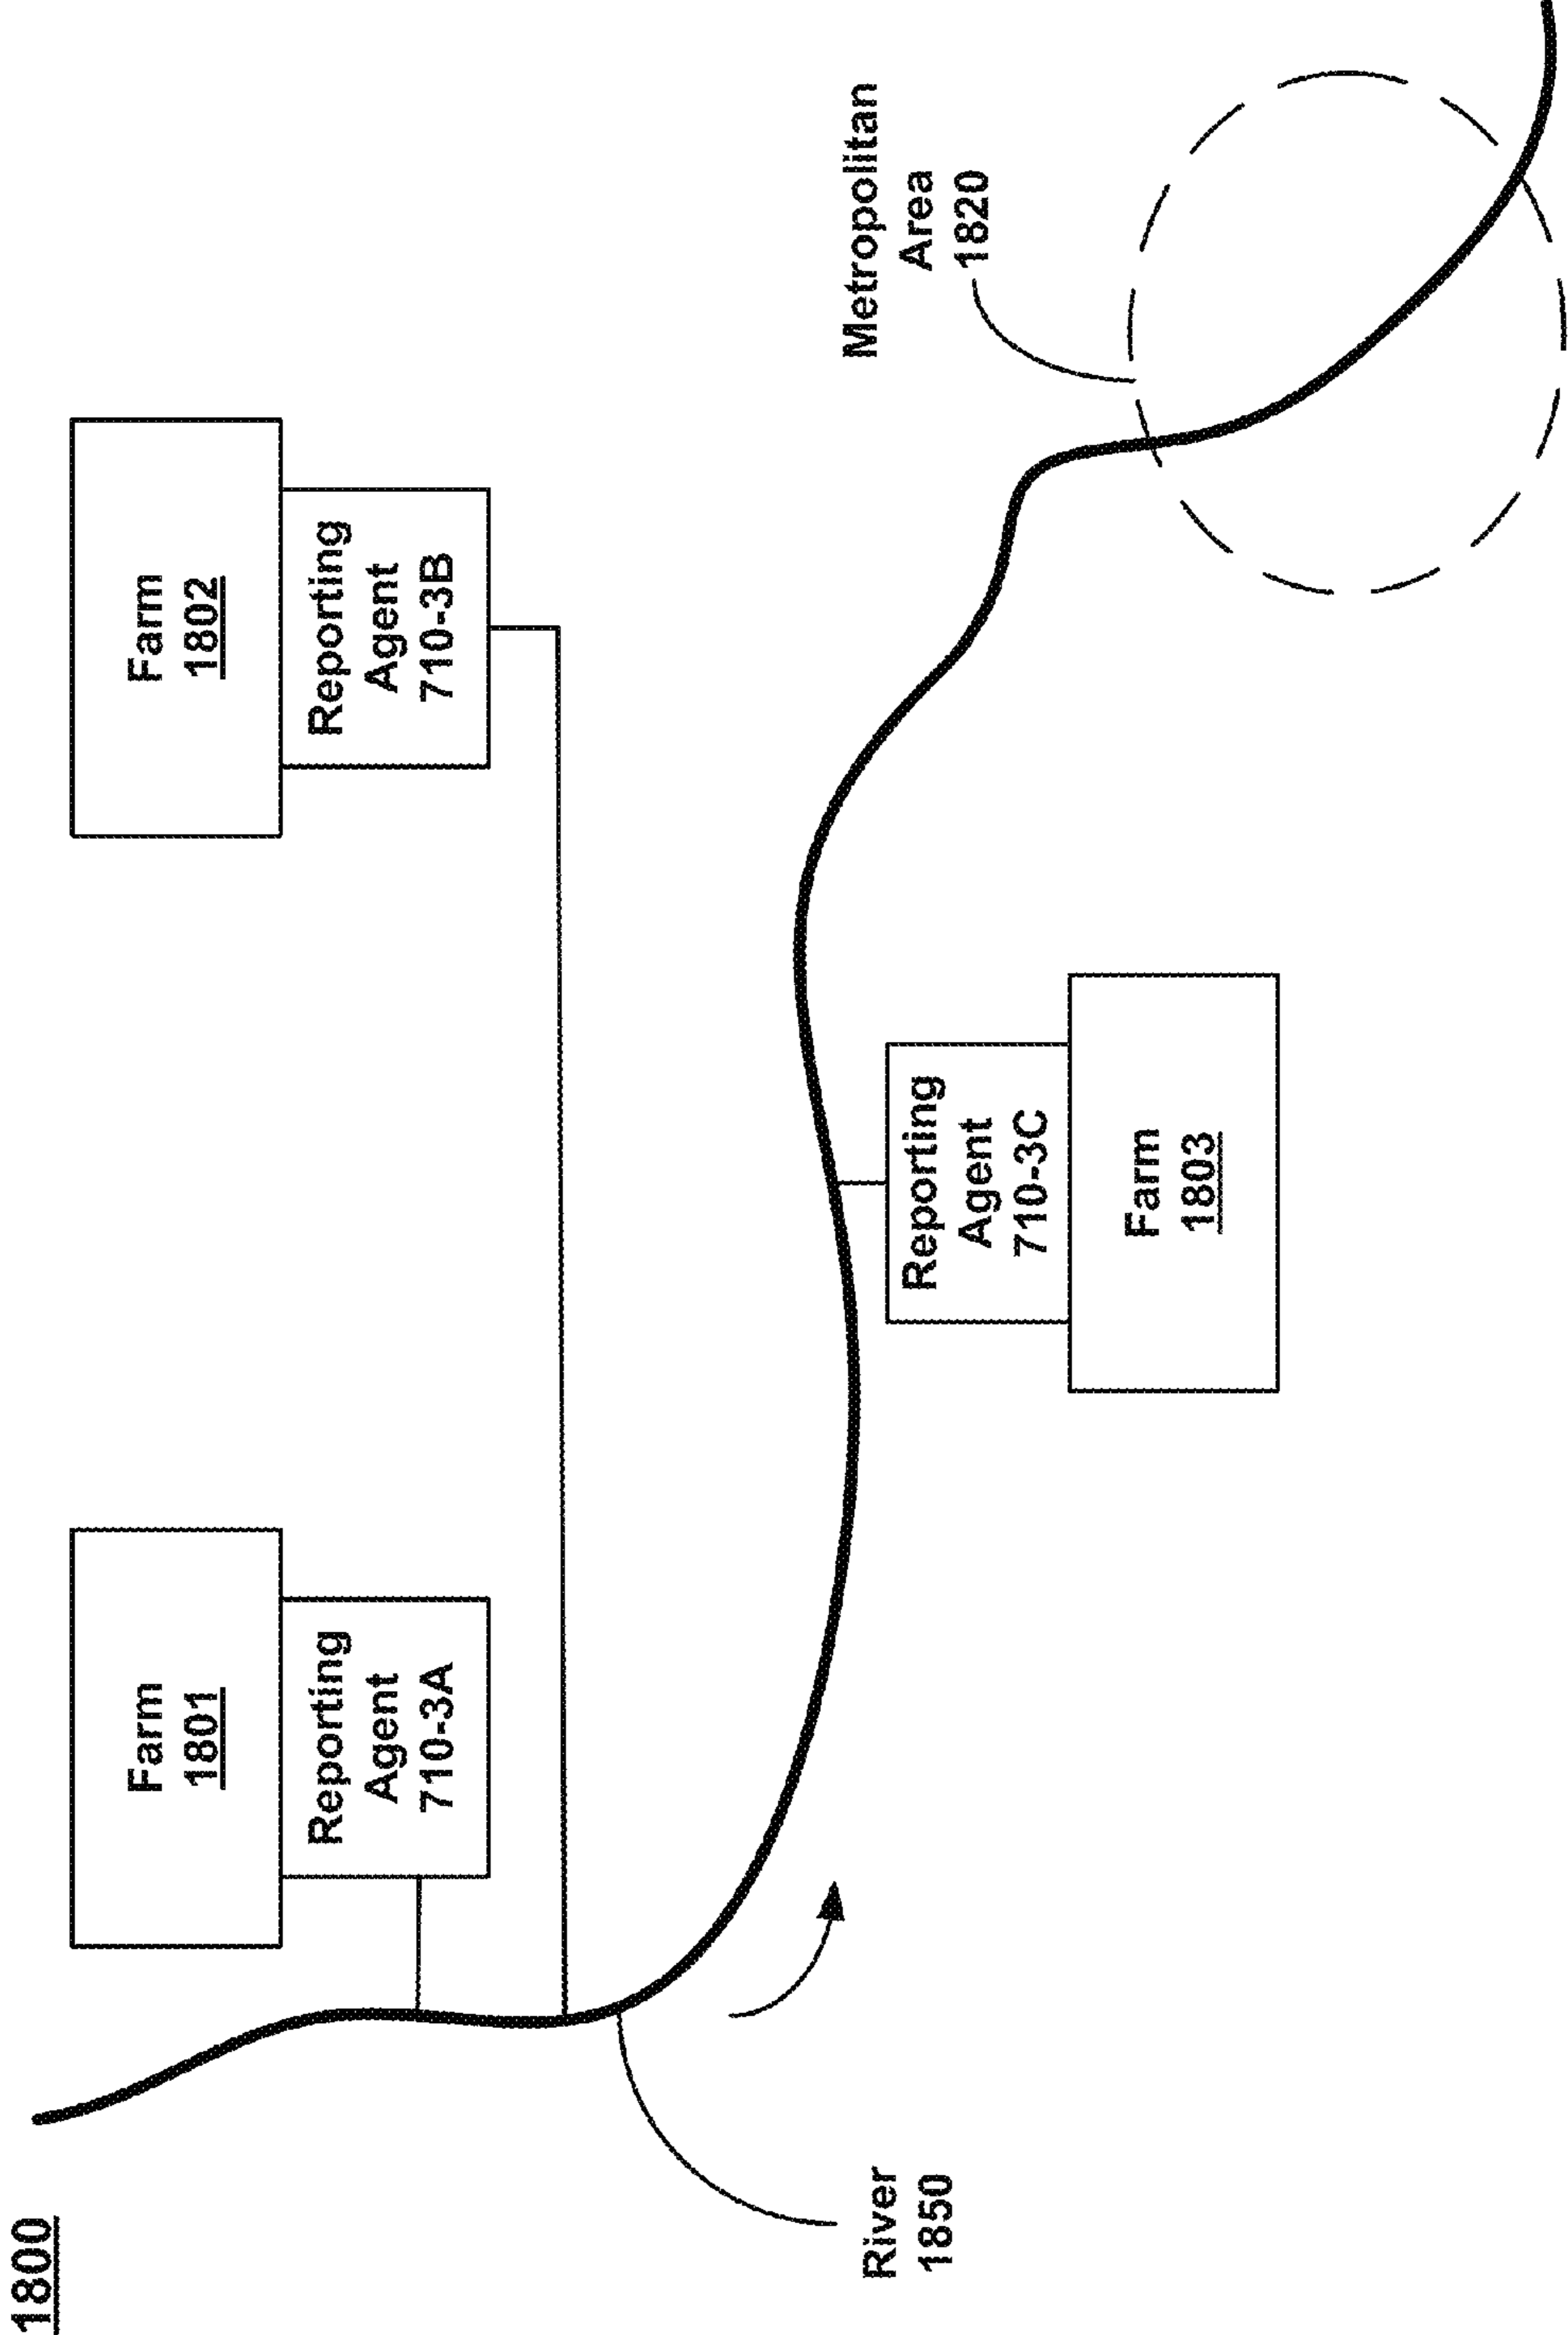 1800
Farm
1801
Reporting
Agent
710-3A
Farm
1802
Reporting
Agent
710-3B
River
1850
Reporting
Agent
710-3C
Farm
1803
Metropolitan
Area
1820